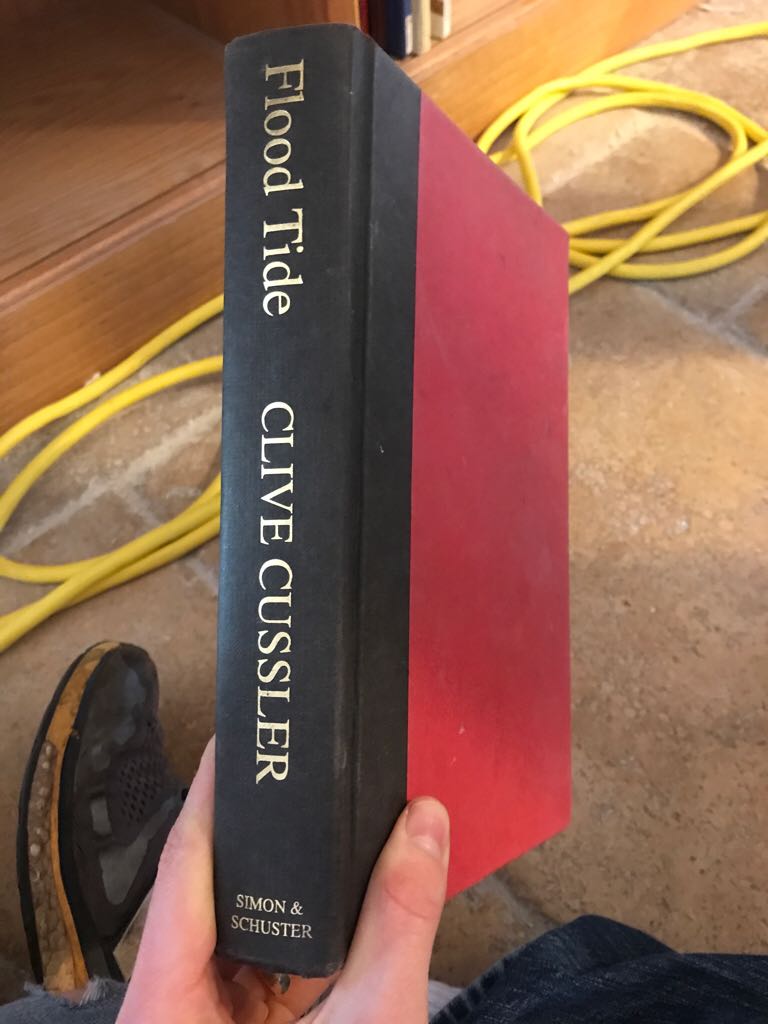 Flood Tide
CLIVE CUSSLER
SIMON &
SCHUSTER